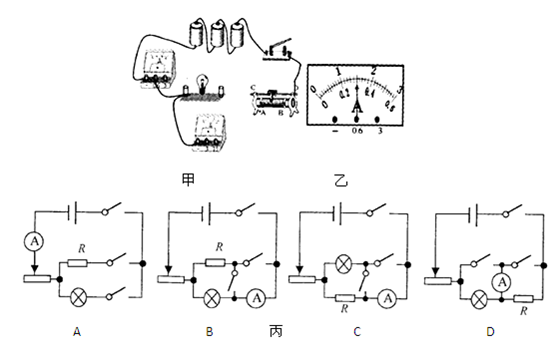 C D
A B
甲
0 1 2 3
0 0.2 0.4 0.6
A
- 0.6 3
乙
A R
R A
R A
A R
A B 丙 C D